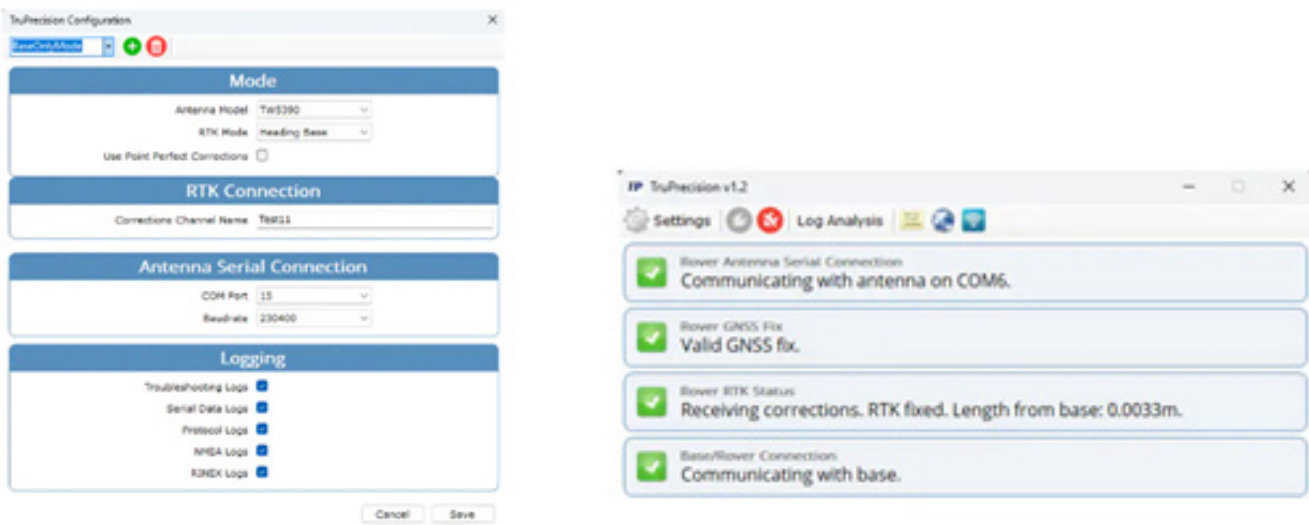 TruPrecision Configuration
BaseOnlyMode
Mode
Antenna Model TW5390
RTK Mode Heading Base
Use Point Perfect Corrections
RTK Connection
Corrections Channel Name Test11
Antenna Serial Connection
COM Port 15
Baudrate 230400
Logging
Troubleshooting Logs
Serial Data Logs
Protocol Logs
NMEA Logs
RINEX Logs
Cancel Save
TP TruPrecision v1.2
Settings Log Analysis
Rover Antenna Serial Connection
Communicating with antenna on COM6.
Rover GNSS Fix
Valid GNSS fix.
Rover RTK Status
Receiving corrections. RTK fixed. Length from base: 0.0033m.
Base/Rover Connection
Communicating with base.